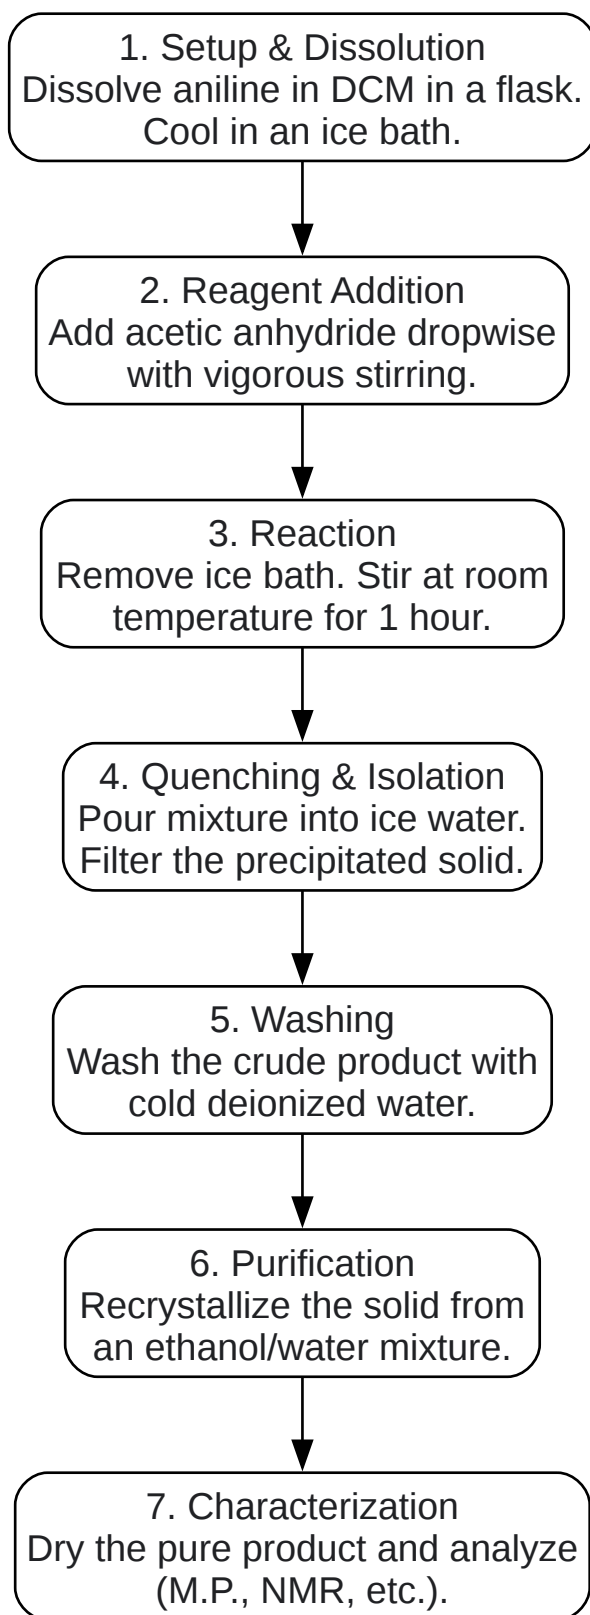 1. Setup & Dissolution
Dissolve aniline in DCM in a flask.
Cool in an ice bath.
2. Reagent Addition
Add acetic anhydride dropwise
with vigorous stirring.
3. Reaction
Remove ice bath. Stir at room
temperature for 1 hour.
4. Quenching & Isolation
Pour mixture into ice water.
Filter the precipitated solid.
5. Washing
Wash the crude product with
cold deionized water.
6. Purification
Recrystallize the solid from
an ethanol/water mixture.
7. Characterization
Dry the pure product and analyze
(M.P., NMR, etc.).